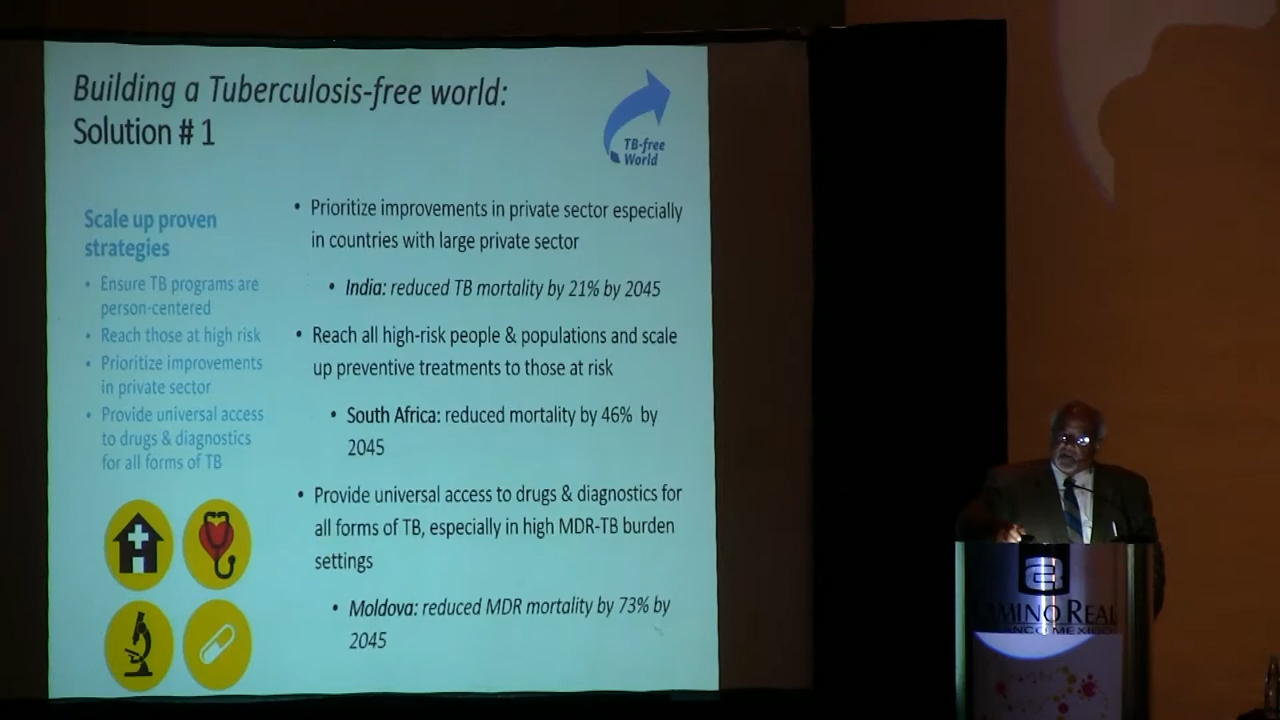 Building a Tuberculosis-free world:
Solution # 1
TB-free
World
Scale up proven
strategies
• Ensure TB programs are
person-centered
• Reach those at high risk
• Prioritize improvements
in private sector
• Provide universal access
to drugs & diagnostics
for all forms of TB
• Prioritize improvements in private sector especially
in countries with large private sector
• India: reduced TB mortality by 21% by 2045
• Reach all high-risk people & populations and scale
up preventive treatments to those at risk
• South Africa: reduced mortality by 46% by
2045
• Provide universal access to drugs & diagnostics for
all forms of TB, especially in high MDR-TB burden
settings
• Moldova: reduced MDR mortality by 73% by
2045
CAMINO REAL
MEXICO